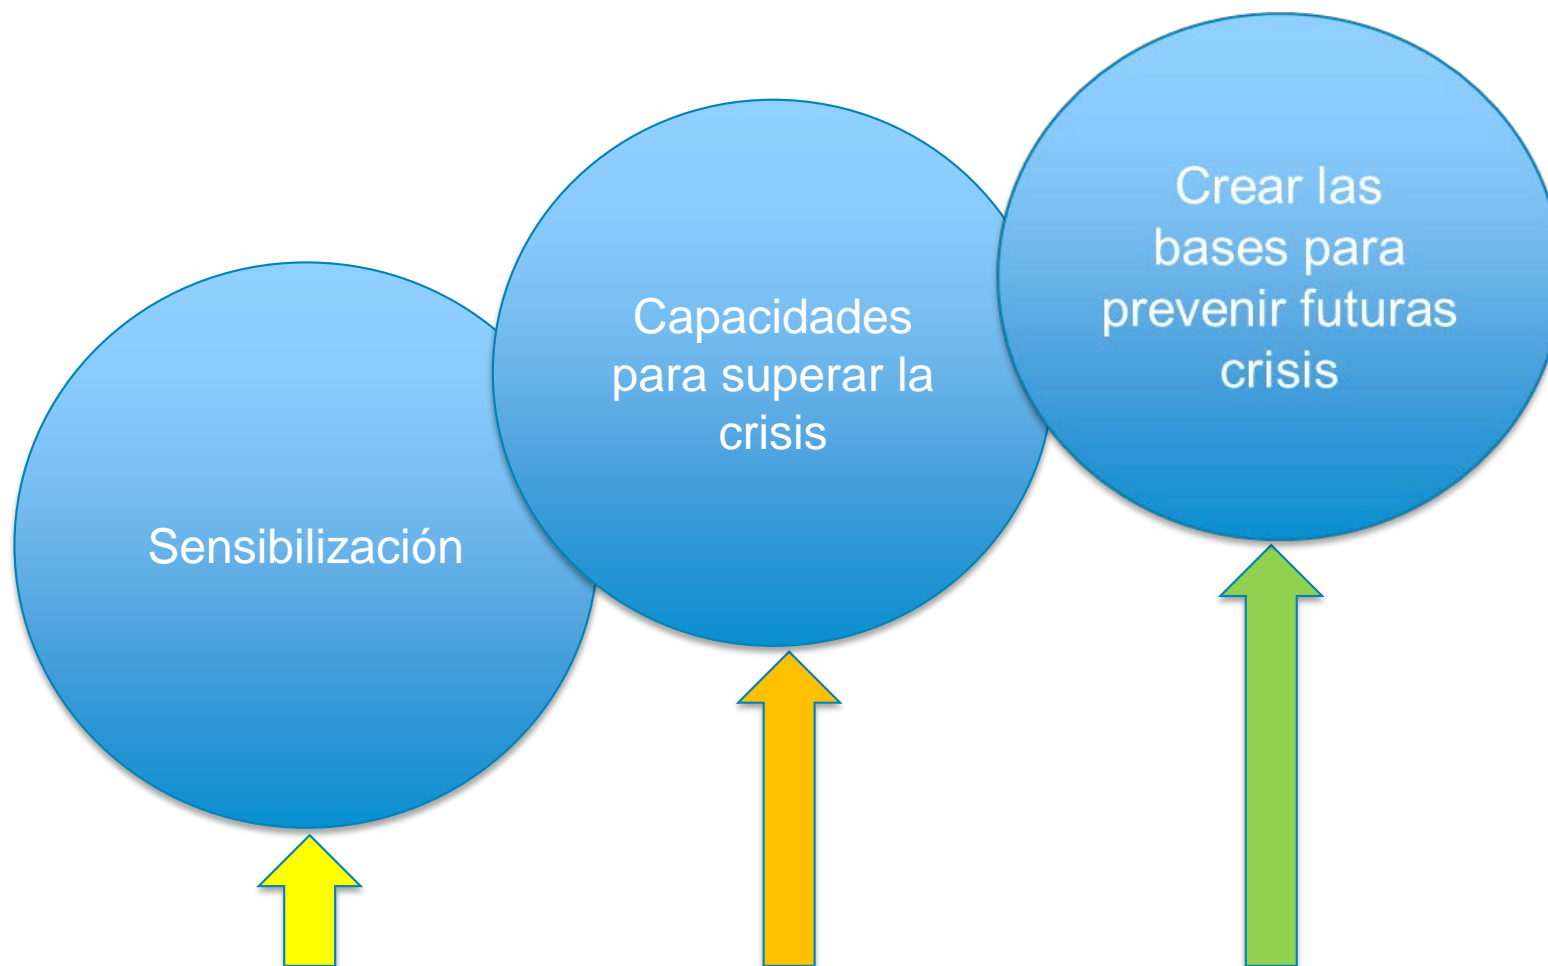 Sensibilización
Capacidades
para superar la
crisis
Crear las
bases para
prevenir futuras
crisis